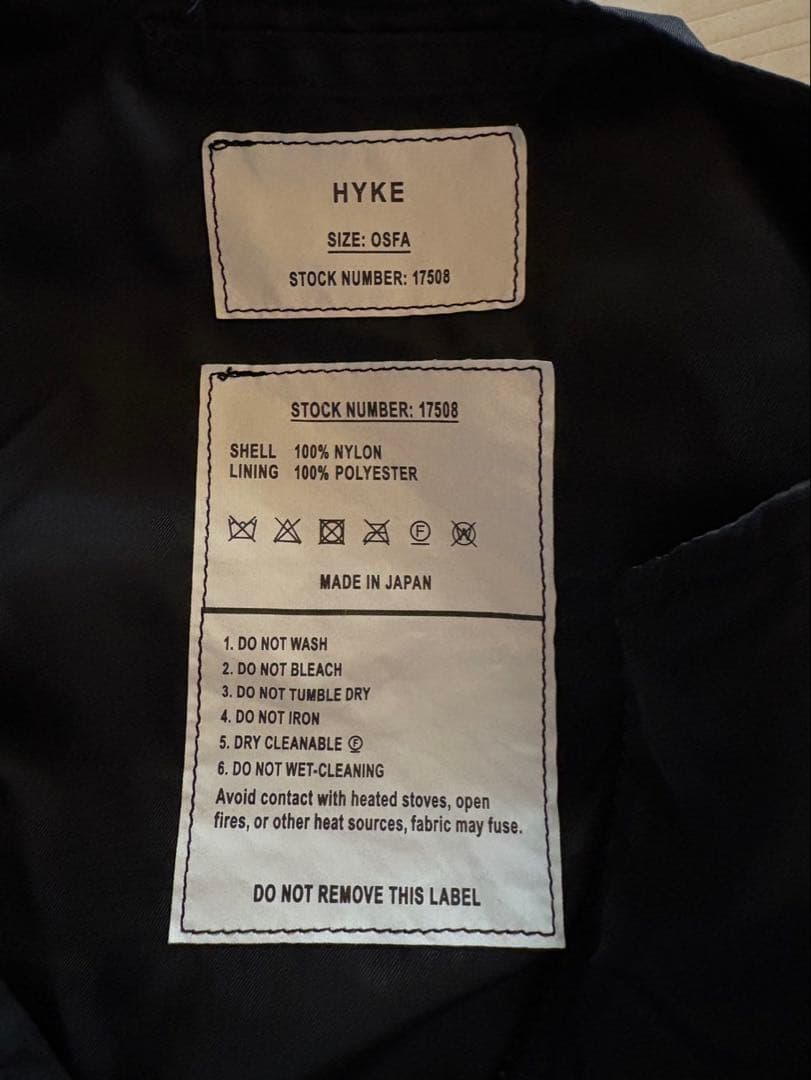 HYKE
SIZE: OSFA
STOCK NUMBER: 17508
STOCK NUMBER: 17508
SHELL 100% NYLON
LINING 100% POLYESTER
F W
MADE IN JAPAN
1. DO NOT WASH
2. DO NOT BLEACH
3. DO NOT TUMBLE DRY
4. DO NOT IRON
5. DRY CLEANABLE Ⓕ
6. DO NOT WET-CLEANING
Avoid contact with heated stoves, open
fires, or other heat sources, fabric may fuse.
DO NOT REMOVE THIS LABEL